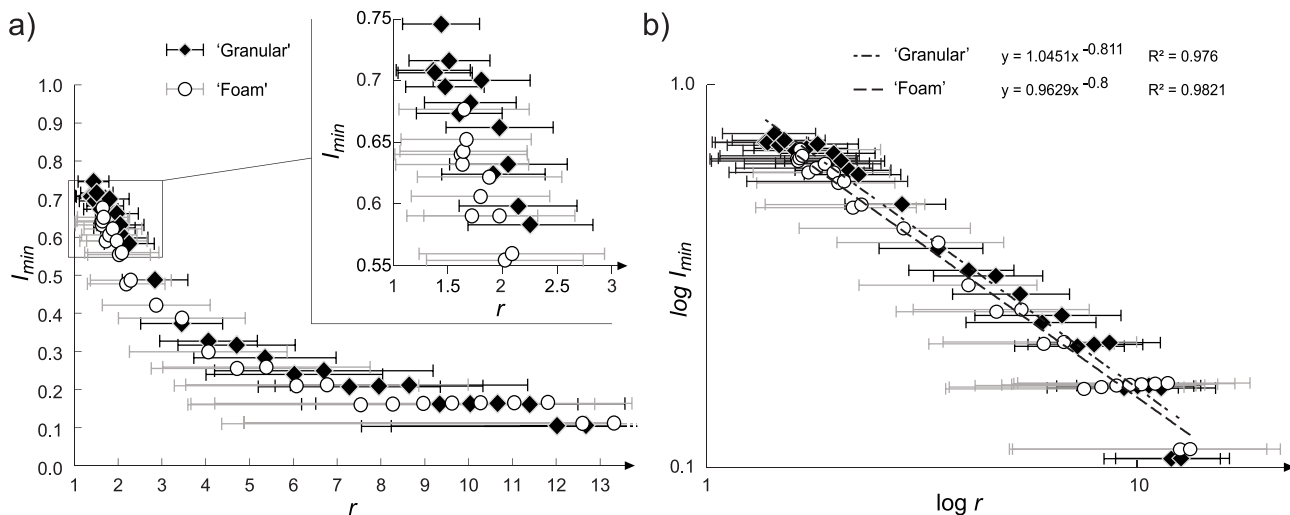 a)
'Granular'
'Foam'
I_min
1.0
0.9
0.8
0.7
0.6
0.5
0.4
0.3
0.2
0.1
0.0
1 2 3 4 5 6 7 8 9 10 11 12 13
r
I_min
0.75
0.7
0.65
0.6
0.55
1 1.5 2 2.5 3
r
b)
'Granular' y = 1.0451x^-0.811 R² = 0.976
'Foam' y = 0.9629x^-0.8 R² = 0.9821
log I_min
1.0
0.1
1 10
log r